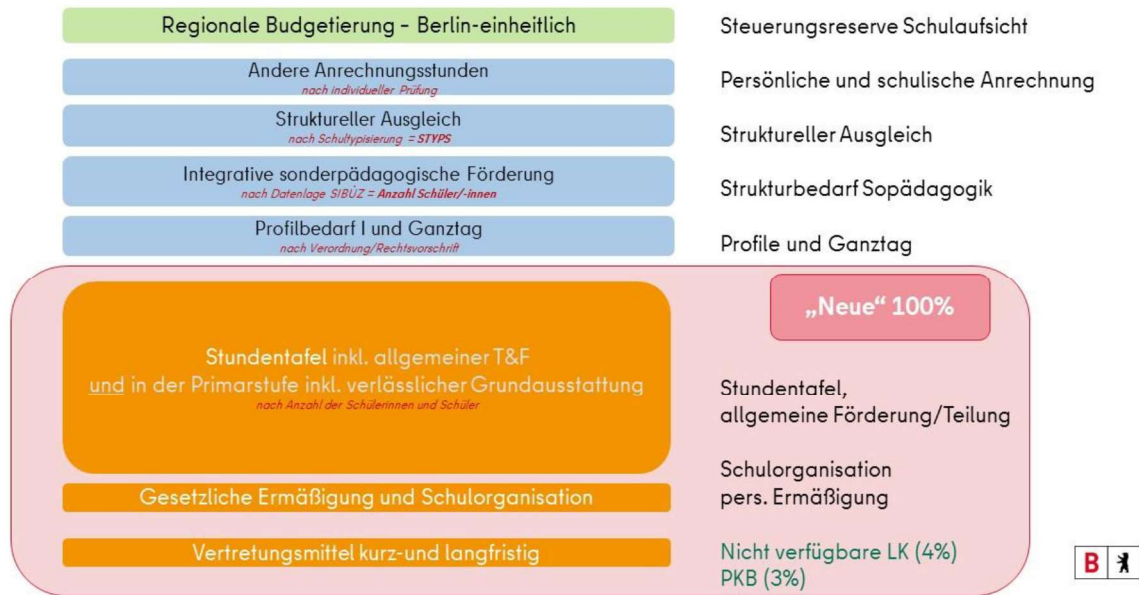 Regionale Budgetierung – Berlin-einheitlich
Steuerungsreserve Schulaufsicht
Andere Anrechnungsstunden
nach individueller Prüfung
Persönliche und schulische Anrechnung
Struktureller Ausgleich
nach Schultypisierung = STYPS
Struktureller Ausgleich
Integrative sonderpädagogische Förderung
nach Datenlage SIBUZ = Anzahl Schüler/-innen
Strukturbedarf Sopädagogik
Profilbedarf I und Ganztag
nach Verordnung/Rechtsvorschrift
Profile und Ganztag
„Neue“ 100%
Stundentafel inkl. allgemeiner T&F
und in der Primarstufe inkl. verlässlicher Grundausstattung
nach Anzahl der Schülerinnen und Schüler
Stundentafel,
allgemeine Förderung/Teilung
Gesetzliche Ermäßigung und Schulorganisation
Schulorganisation
pers. Ermäßigung
Vertretungsmittel kurz-und langfristig
Nicht verfügbare LK (4%)
PKB (3%)
B